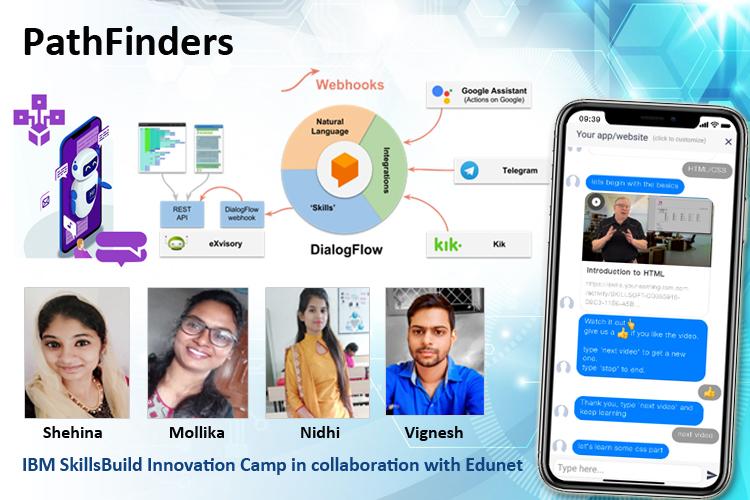 PathFinders
Webhooks
Natural
Language
Integrations
'Skills'
DialogFlow
Google Assistant
(Actions on Google)
Telegram
kik·
Kik
REST
API
DialogFlow
webhook
eXvisory
09:39
Your app/website (click to customize)
HTML/CSS
lets begin with the basics
Introduction to HTML
Watch it out
give us a 👍 if you like the video.
type 'next video' to get a new
one.
type 'stop' to end.
Thank you, type 'next video' and
keep learning
next video
let's learn some css part
Type here...
Shehina
Mollika
Nidhi
Vignesh
IBM SkillsBuild Innovation Camp in collaboration with Edunet